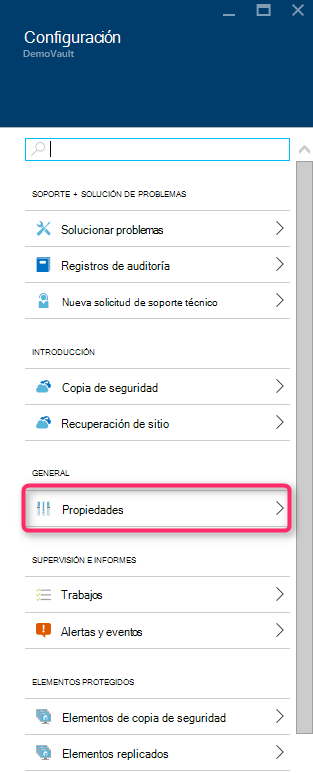 Configuración
DemoVault
SOPORTE + SOLUCIÓN DE PROBLEMAS
Solucionar problemas
Registros de auditoría
Nueva solicitud de soporte técnico
INTRODUCCIÓN
Copia de seguridad
Recuperación de sitio
GENERAL
Propiedades
SUPERVISIÓN E INFORMES
Trabajos
Alertas y eventos
ELEMENTOS PROTEGIDOS
Elementos de copia de seguridad
Elementos replicados